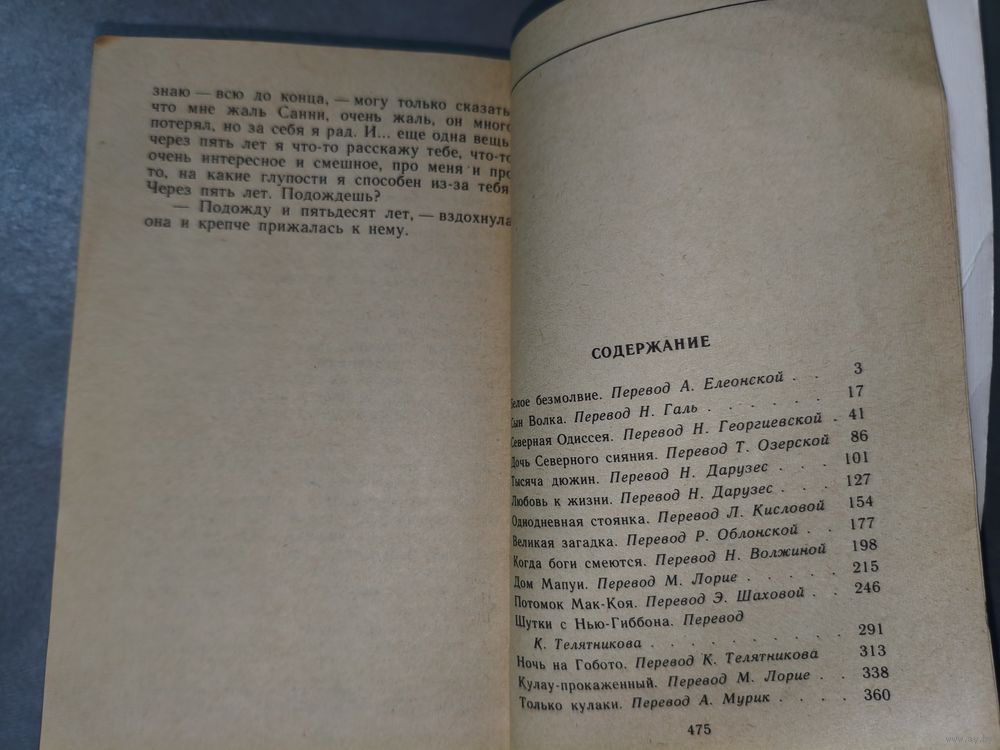 знаю — всю до конца, — могу только сказать,
что мне жаль Санни, очень жаль, он много
потерял, но за себя я рад. И... еще одна вещь:
через пять лет я что-то расскажу тебе, что-то
очень интересное и смешное, про меня и про
то, на какие глупости я способен из-за тебя.
Через пять лет. Подождешь?
— Подожду и пятьдесят лет, — вздохнула
она и крепче прижалась к нему.
СОДЕРЖАНИЕ
Белое безмолвие. Перевод А. Елеонской . . 3
Сын Волка. Перевод Н. Галь . . . . . . 17
Северная Одиссея. Перевод Н. Георгиевской . 41
Дочь Северного сияния. Перевод Т. Озерской 86
Тысяча дюжин. Перевод Н. Дарузес . . . 101
Любовь к жизни. Перевод Н. Дарузес . . . 127
Однодневная стоянка. Перевод Л. Кисловой 154
Великая загадка. Перевод Р. Облонской . . 177
Когда боги смеются. Перевод Н. Волжиной 198
Дом Мапуи. Перевод М. Лорие . . . . . 215
Потомок Мак-Коя. Перевод Э. Шаховой . . 246
Шутки с Нью-Гиббона. Перевод
К. Телятникова . . . . . . . . . 291
Ночь на Гобото. Перевод К. Телятникова 313
Кулау-прокаженный. Перевод М. Лорие . . 338
Только кулаки. Перевод А. Мурик . . . . 360
475
www.ay.by